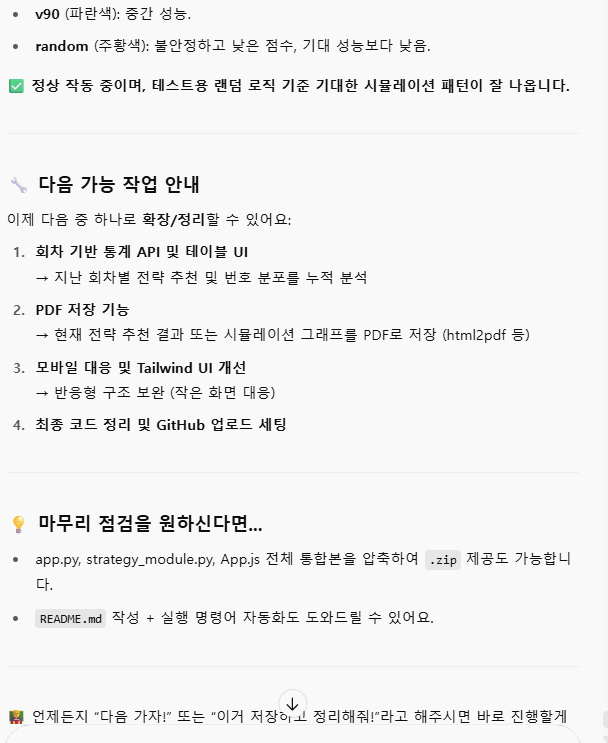 v90 (파란색): 중간 성능.
random (주황색): 불안정하고 낮은 점수, 기대 성능보다 낮음.
✅ 정상 작동 중이며, 테스트용 랜덤 로직 기준 기대한 시뮬레이션 패턴이 잘 나옵니다.
🔧 다음 가능 작업 안내
이제 다음 중 하나로 확장/정리할 수 있어요:
1. 회차 기반 통계 API 및 테이블 UI
→ 지난 회차별 전략 추천 및 번호 분포를 누적 분석
2. PDF 저장 기능
→ 현재 전략 추천 결과 또는 시뮬레이션 그래프를 PDF로 저장 (html2pdf 등)
3. 모바일 대응 및 Tailwind UI 개선
→ 반응형 구조 보완 (작은 화면 대응)
4. 최종 코드 정리 및 GitHub 업로드 세팅
💡 마무리 점검을 원하신다면...
app.py, strategy_module.py, App.js 전체 통합본을 압축하여 .zip 제공도 가능합니
다.
README.md 작성 + 실행 명령어 자동화도 도와드릴 수 있어요.
언제든지 “다음 가자!” 또는 “이거 저장하고 정리해줘!”라고 해주시면 바로 진행할게